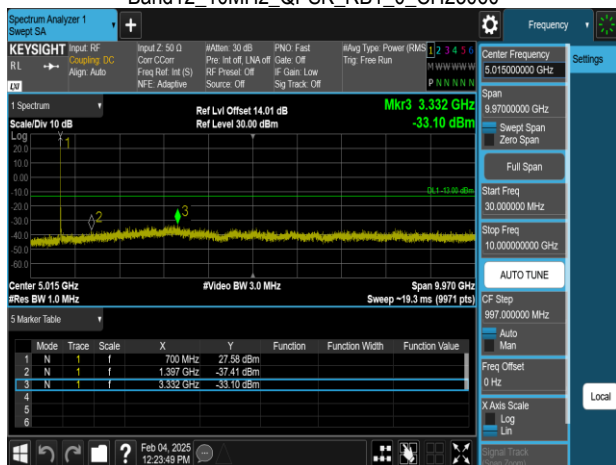 Spectrum Analyzer 1
Swept SA
Frequency
KEYSIGHT
RL
LXI
Input: RF
Coupling: DC
Align: Auto
Input Z: 50 Ω
Corr CCorr
Freq Ref: Int (S)
NFE: Adaptive
#Atten: 30 dB
Pre: Int off, LNA off
RF Preset: Off
Source: Off
PNO: Fast
Gate: Off
IF Gain: Low
Sig Track: Off
#Avg Type: Power (RMS
Trig: Free Run
1 2 3 4 5 6
M W W W W W
P N N N N N
Center Frequency
5.015000000 GHz
Settings
1 Spectrum
Scale/Div 10 dB
Ref Lvl Offset 14.01 dB
Ref Level 30.00 dBm
Mkr3 3.332 GHz
-33.10 dBm
Log
20.0
10.0
0.00
-10.0
-20.0
-30.0
-40.0
-50.0
-60.0
1
2
3
DL1 -13.00 dBm
Center 5.015 GHz
#Res BW 1.0 MHz
#Video BW 3.0 MHz
Span 9.970 GHz
Sweep ~19.3 ms (9971 pts)
Span
9.97000000 GHz
Swept Span
Zero Span
Full Span
Start Freq
30.000000 MHz
Stop Freq
10.000000000 GHz
AUTO TUNE
CF Step
997.000000 MHz
Auto
Man
Freq Offset
0 Hz
X Axis Scale
Log
Lin
Signal Track
Local
5 Marker Table
Mode Trace Scale X Y Function Function Width Function Value
1 N 1 f 700 MHz 27.58 dBm
2 N 1 f 1.397 GHz -37.41 dBm
3 N 1 f 3.332 GHz -33.10 dBm
4
5
6
?
Feb 04, 2025
12:23:49 PM